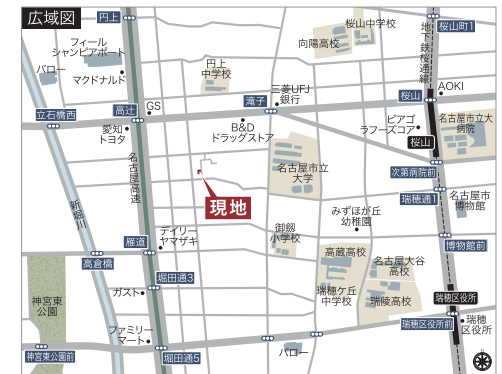 広域図
円上
フィール
シャンピアポート
バロー
マクドナルド
桜山中学校
向陽高校
地下鉄桜通線
桜山町1
円上
中学校
三菱UFJ
銀行
AOKI
立石橋西
高辻
GS
滝子
桜山
愛知
トヨタ
B&D
ドラッグストア
ピアゴ
ラフーズコア
名古屋市立大
病院
桜山
名古屋高速
名古屋市立
大学
次第病院前
新堀川
現地
みずほが丘
幼稚園
瑞穂通1
名古屋市
博物館
雁道
デイリー
ヤマザキ
御剱
小学校
博物館前
高倉橋
高蔵高校
名古屋大谷
高校
堀田通3
ガスト
瑞穂ケ丘
中学校
瑞陵高校
瑞穂区役所
神宮東
公園
ファミリー
マート
瑞穂区役所前
瑞穂
区役所
神宮東公園前
堀田通5
バロー